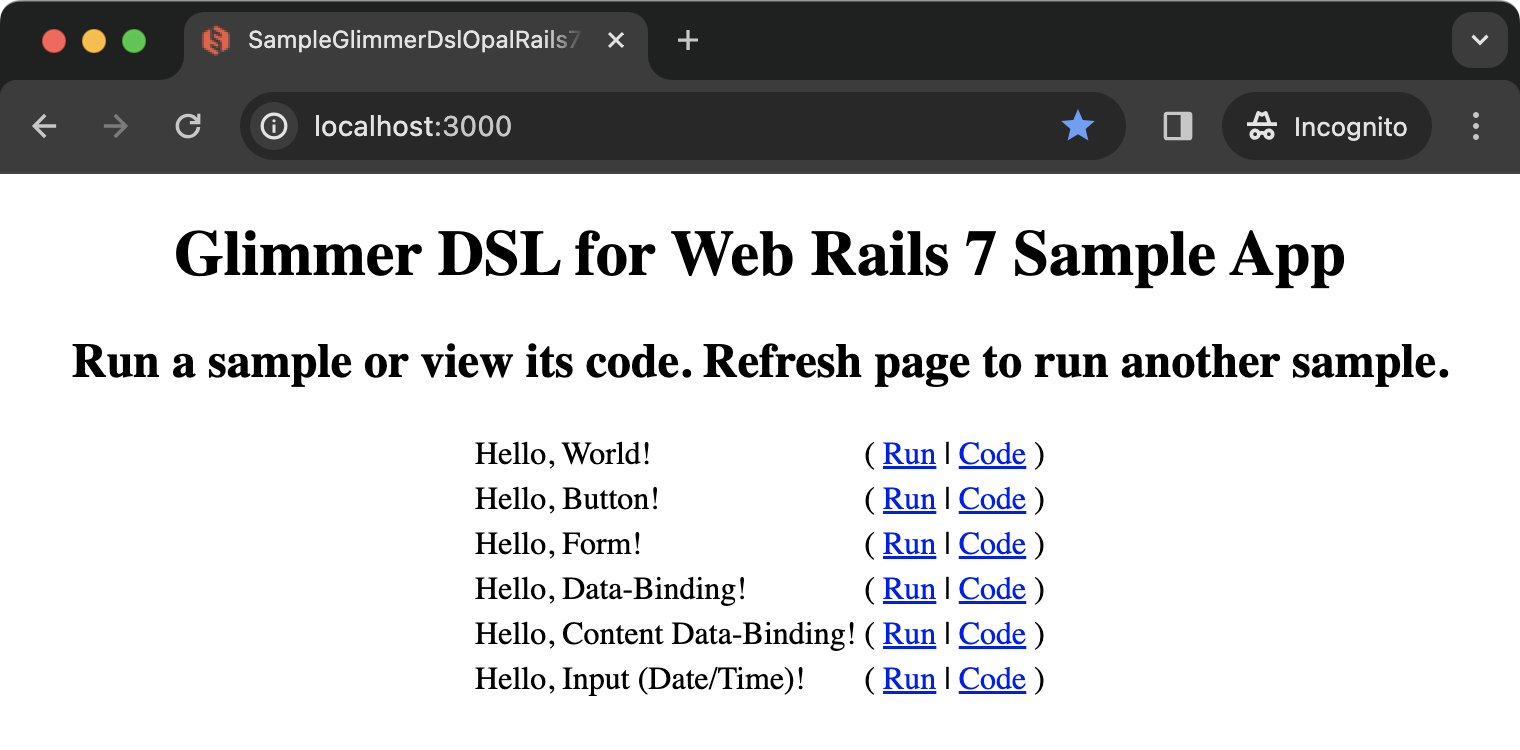 SampleGlimmerDslOpalRails7
localhost:3000
Incognito
Glimmer DSL for Web Rails 7 Sample App
Run a sample or view its code. Refresh page to run another sample.
Hello, World! ( Run | Code )
Hello, Button! ( Run | Code )
Hello, Form! ( Run | Code )
Hello, Data-Binding! ( Run | Code )
Hello, Content Data-Binding! ( Run | Code )
Hello, Input (Date/Time)! ( Run | Code )